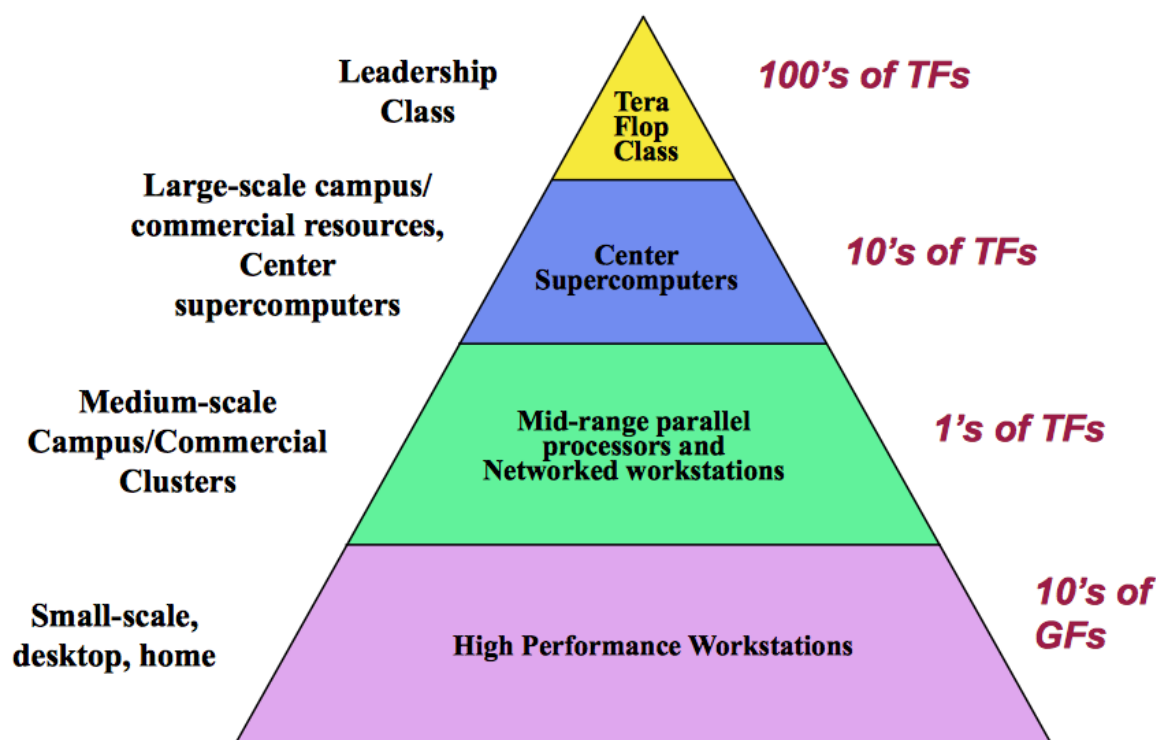 Leadership
Class
Tera
Flop
Class
100's of TFs
Large-scale campus/
commercial resources,
Center
supercomputers
Center
Supercomputers
10's of TFs
Medium-scale
Campus/Commercial
Clusters
Mid-range parallel
processors and
Networked workstations
1's of TFs
Small-scale,
desktop, home
High Performance Workstations
10's of
GFs